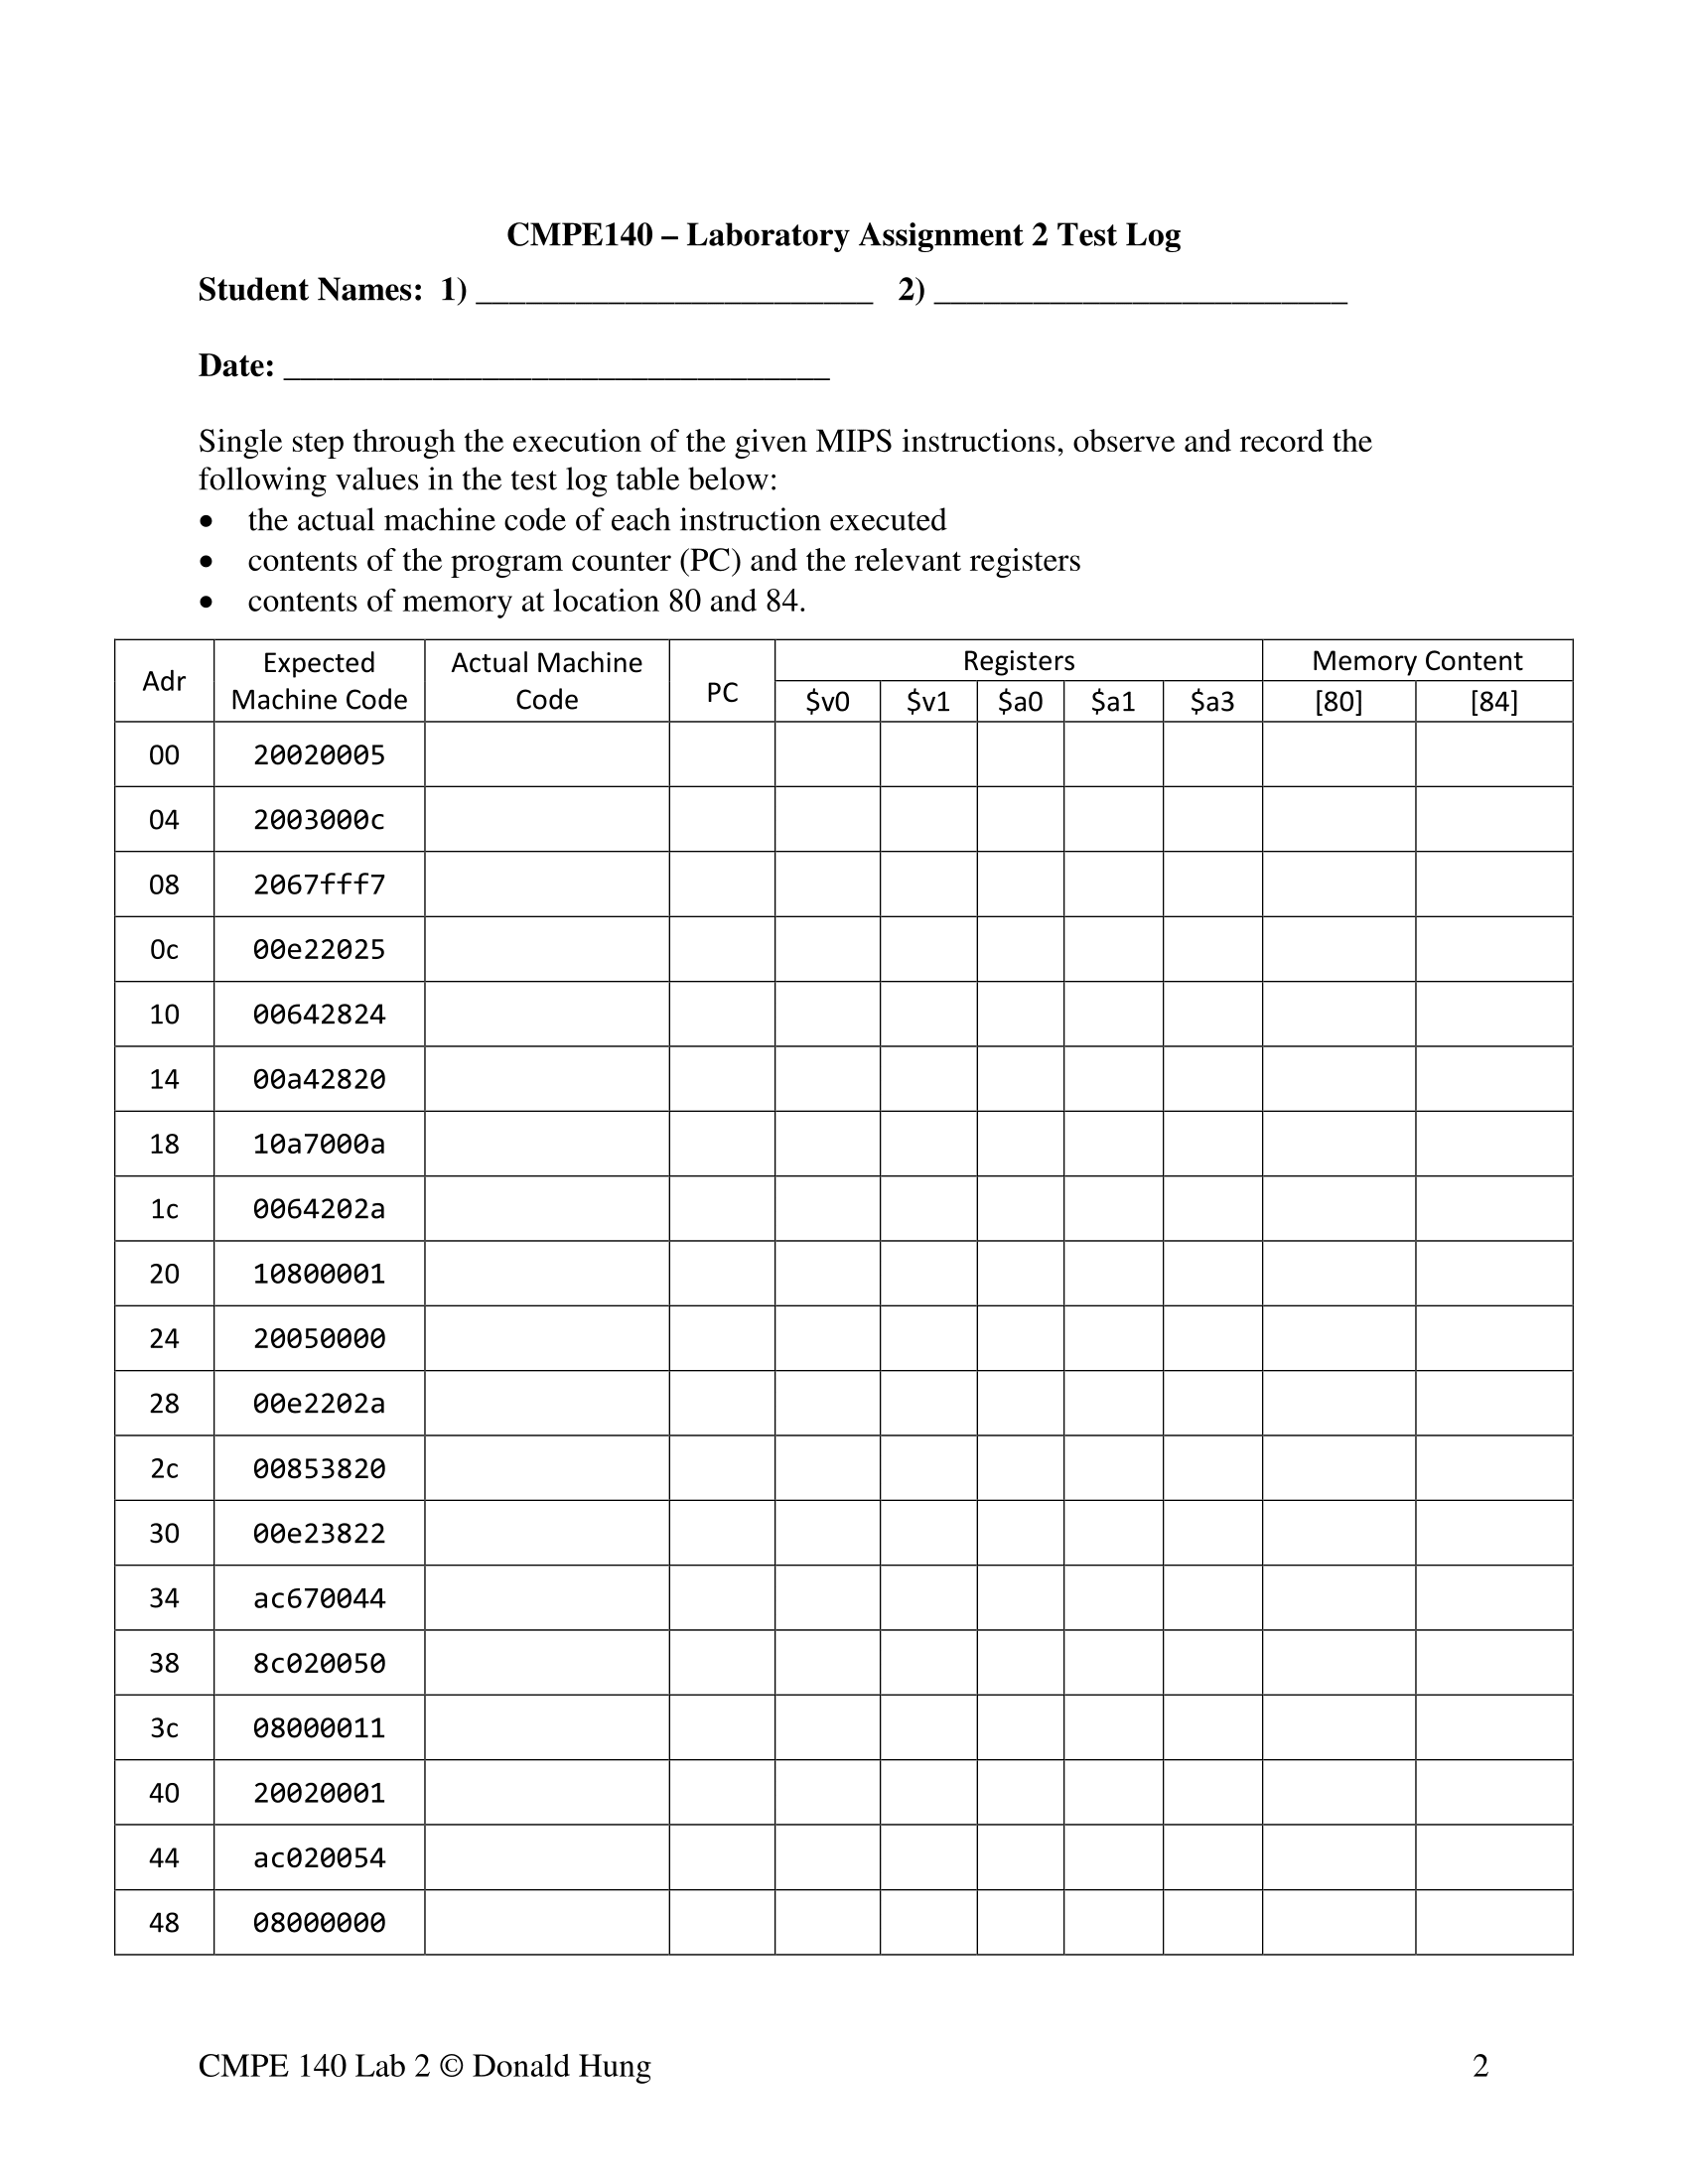 CMPE140 – Laboratory Assignment 2 Test Log
Student Names: 1) ________________________ 2) _________________________
Date: _________________________________
Single step through the execution of the given MIPS instructions, observe and record the
following values in the test log table below:
• the actual machine code of each instruction executed
• contents of the program counter (PC) and the relevant registers
• contents of memory at location 80 and 84.
Adr Expected Machine Code Actual Machine Code PC Registers Memory Content
$v0 $v1 $a0 $a1 $a3 [80] [84]
00 20020005
04 2003000c
08 2067fff7
0c 00e22025
10 00642824
14 00a42820
18 10a7000a
1c 0064202a
20 10800001
24 20050000
28 00e2202a
2c 00853820
30 00e23822
34 ac670044
38 8c020050
3c 08000011
40 20020001
44 ac020054
48 08000000
CMPE 140 Lab 2 © Donald Hung 2